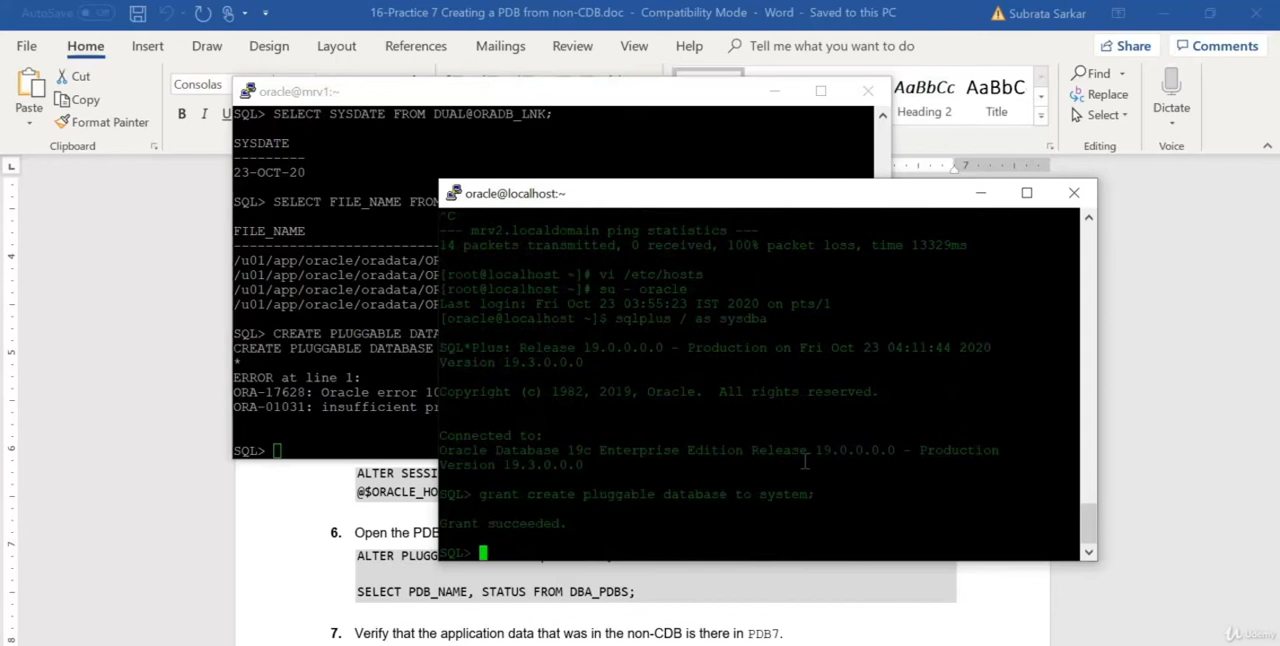 AutoSave Off
16-Practice 7 Creating a PDB from non-CDB.doc - Compatibility Mode - Word - Saved to this PC
Subrata Sarkar
File Home Insert Draw Design Layout References Mailings Review View Help Tell me what you want to do Share Comments
Paste
Cut
Copy
Format Painter
Clipboard
Consolas
B I U
AaBbCc AaBbC
Heading 2 Title
Find
Replace
Select
Editing
Dictate
Voice
7
oracle@mrv1:~
SQL> SELECT SYSDATE FROM DUAL@ORADB_LNK;
SYSDATE
---------
23-OCT-20
SQL> SELECT FILE_NAME FROM
FILE_NAME
--------------------------------------------------------------------------------
/u01/app/oracle/oradata/OR
/u01/app/oracle/oradata/OR
/u01/app/oracle/oradata/OR
/u01/app/oracle/oradata/OR
SQL> CREATE PLUGGABLE DATA
CREATE PLUGGABLE DATABASE
*
ERROR at line 1:
ORA-17628: Oracle error 10
ORA-01031: insufficient pr
SQL>
oracle@localhost:~
^C
--- mrv2.localdomain ping statistics ---
14 packets transmitted, 0 received, 100% packet loss, time 13329ms
[root@localhost ~]# vi /etc/hosts
[root@localhost ~]# su - oracle
Last login: Fri Oct 23 03:55:23 IST 2020 on pts/1
[oracle@localhost ~]$ sqlplus / as sysdba
SQL*Plus: Release 19.0.0.0.0 - Production on Fri Oct 23 04:11:44 2020
Version 19.3.0.0.0
Copyright (c) 1982, 2019, Oracle.  All rights reserved.
Connected to:
Oracle Database 19c Enterprise Edition Release 19.0.0.0.0 - Production
Version 19.3.0.0.0
SQL> grant create pluggable database to system;
Grant succeeded.
SQL>
ALTER SESS
@$ORACLE_HO
6. Open the PDB
ALTER PLUGG
SELECT PDB_NAME, STATUS FROM DBA_PDBS;
7. Verify that the application data that was in the non-CDB is there in PDB7.
Udemy